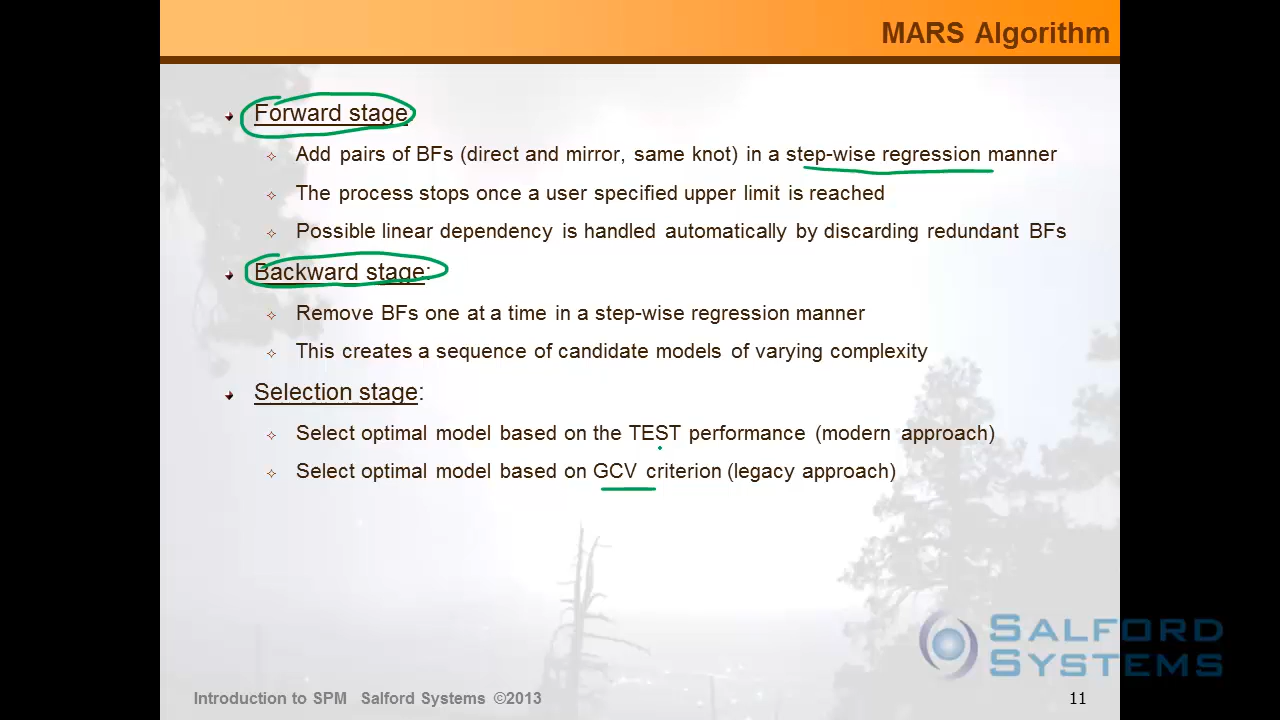 MARS Algorithm
Forward stage
Add pairs of BFs (direct and mirror, same knot) in a step-wise regression manner
The process stops once a user specified upper limit is reached
Possible linear dependency is handled automatically by discarding redundant BFs
Backward stage:
Remove BFs one at a time in a step-wise regression manner
This creates a sequence of candidate models of varying complexity
Selection stage:
Select optimal model based on the TEST performance (modern approach)
Select optimal model based on GCV criterion (legacy approach)
SALFORD
SYSTEMS
Introduction to SPM Salford Systems ©2013
11